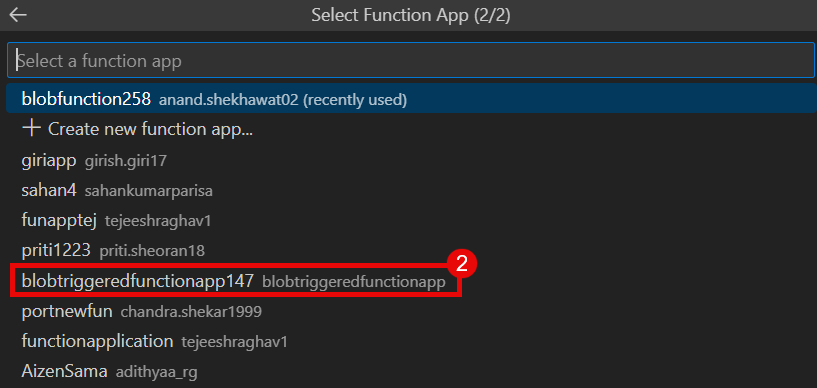 Select Function App (2/2)
Select a function app
blobfunction258 anand.shekhawat02 (recently used)
+ Create new function app...
giriapp girish.giri17
sahan4 sahankumarparisa
funapptej tejeeshraghav1
priti1223 priti.sheoran18
2
blobtriggeredfunctionapp147 blobtriggeredfunctionapp
portnewfun chandra.shekar1999
functionapplication tejeeshraghav1
AizenSama adithyaa_rg